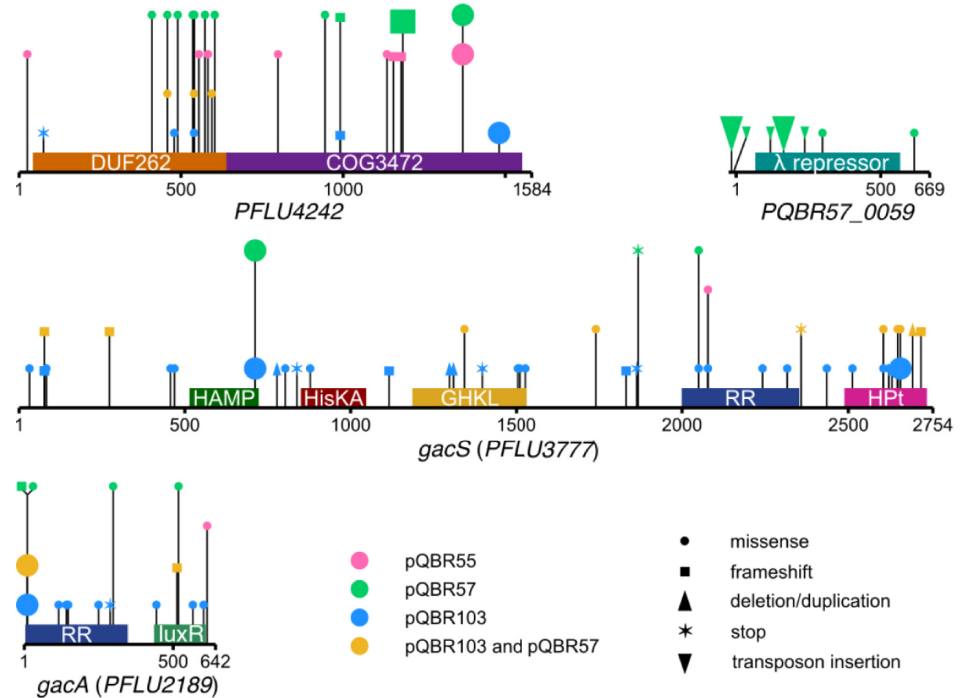 DUF262 COG3472
λ repressor
1 500 1000 1584
1 500 669
PFLU4242
PQBR57_0059
HAMP HisKA GHKL RR HPt
1 500 1000 1500 2000 2500 2754
gacS (PFLU3777)
RR luxR
1 500 642
gacA (PFLU2189)
pQBR55
pQBR57
pQBR103
pQBR103 and pQBR57
missense
frameshift
deletion/duplication
stop
transposon insertion